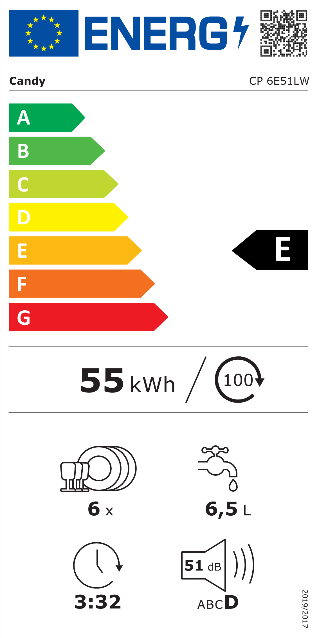 ENERG
Candy CP 6E51LW
A
B
C
D
E
E
F
G
55 kWh / 100
6 x 6,5 L
3:32 51 dB
ABCD
2019/2017